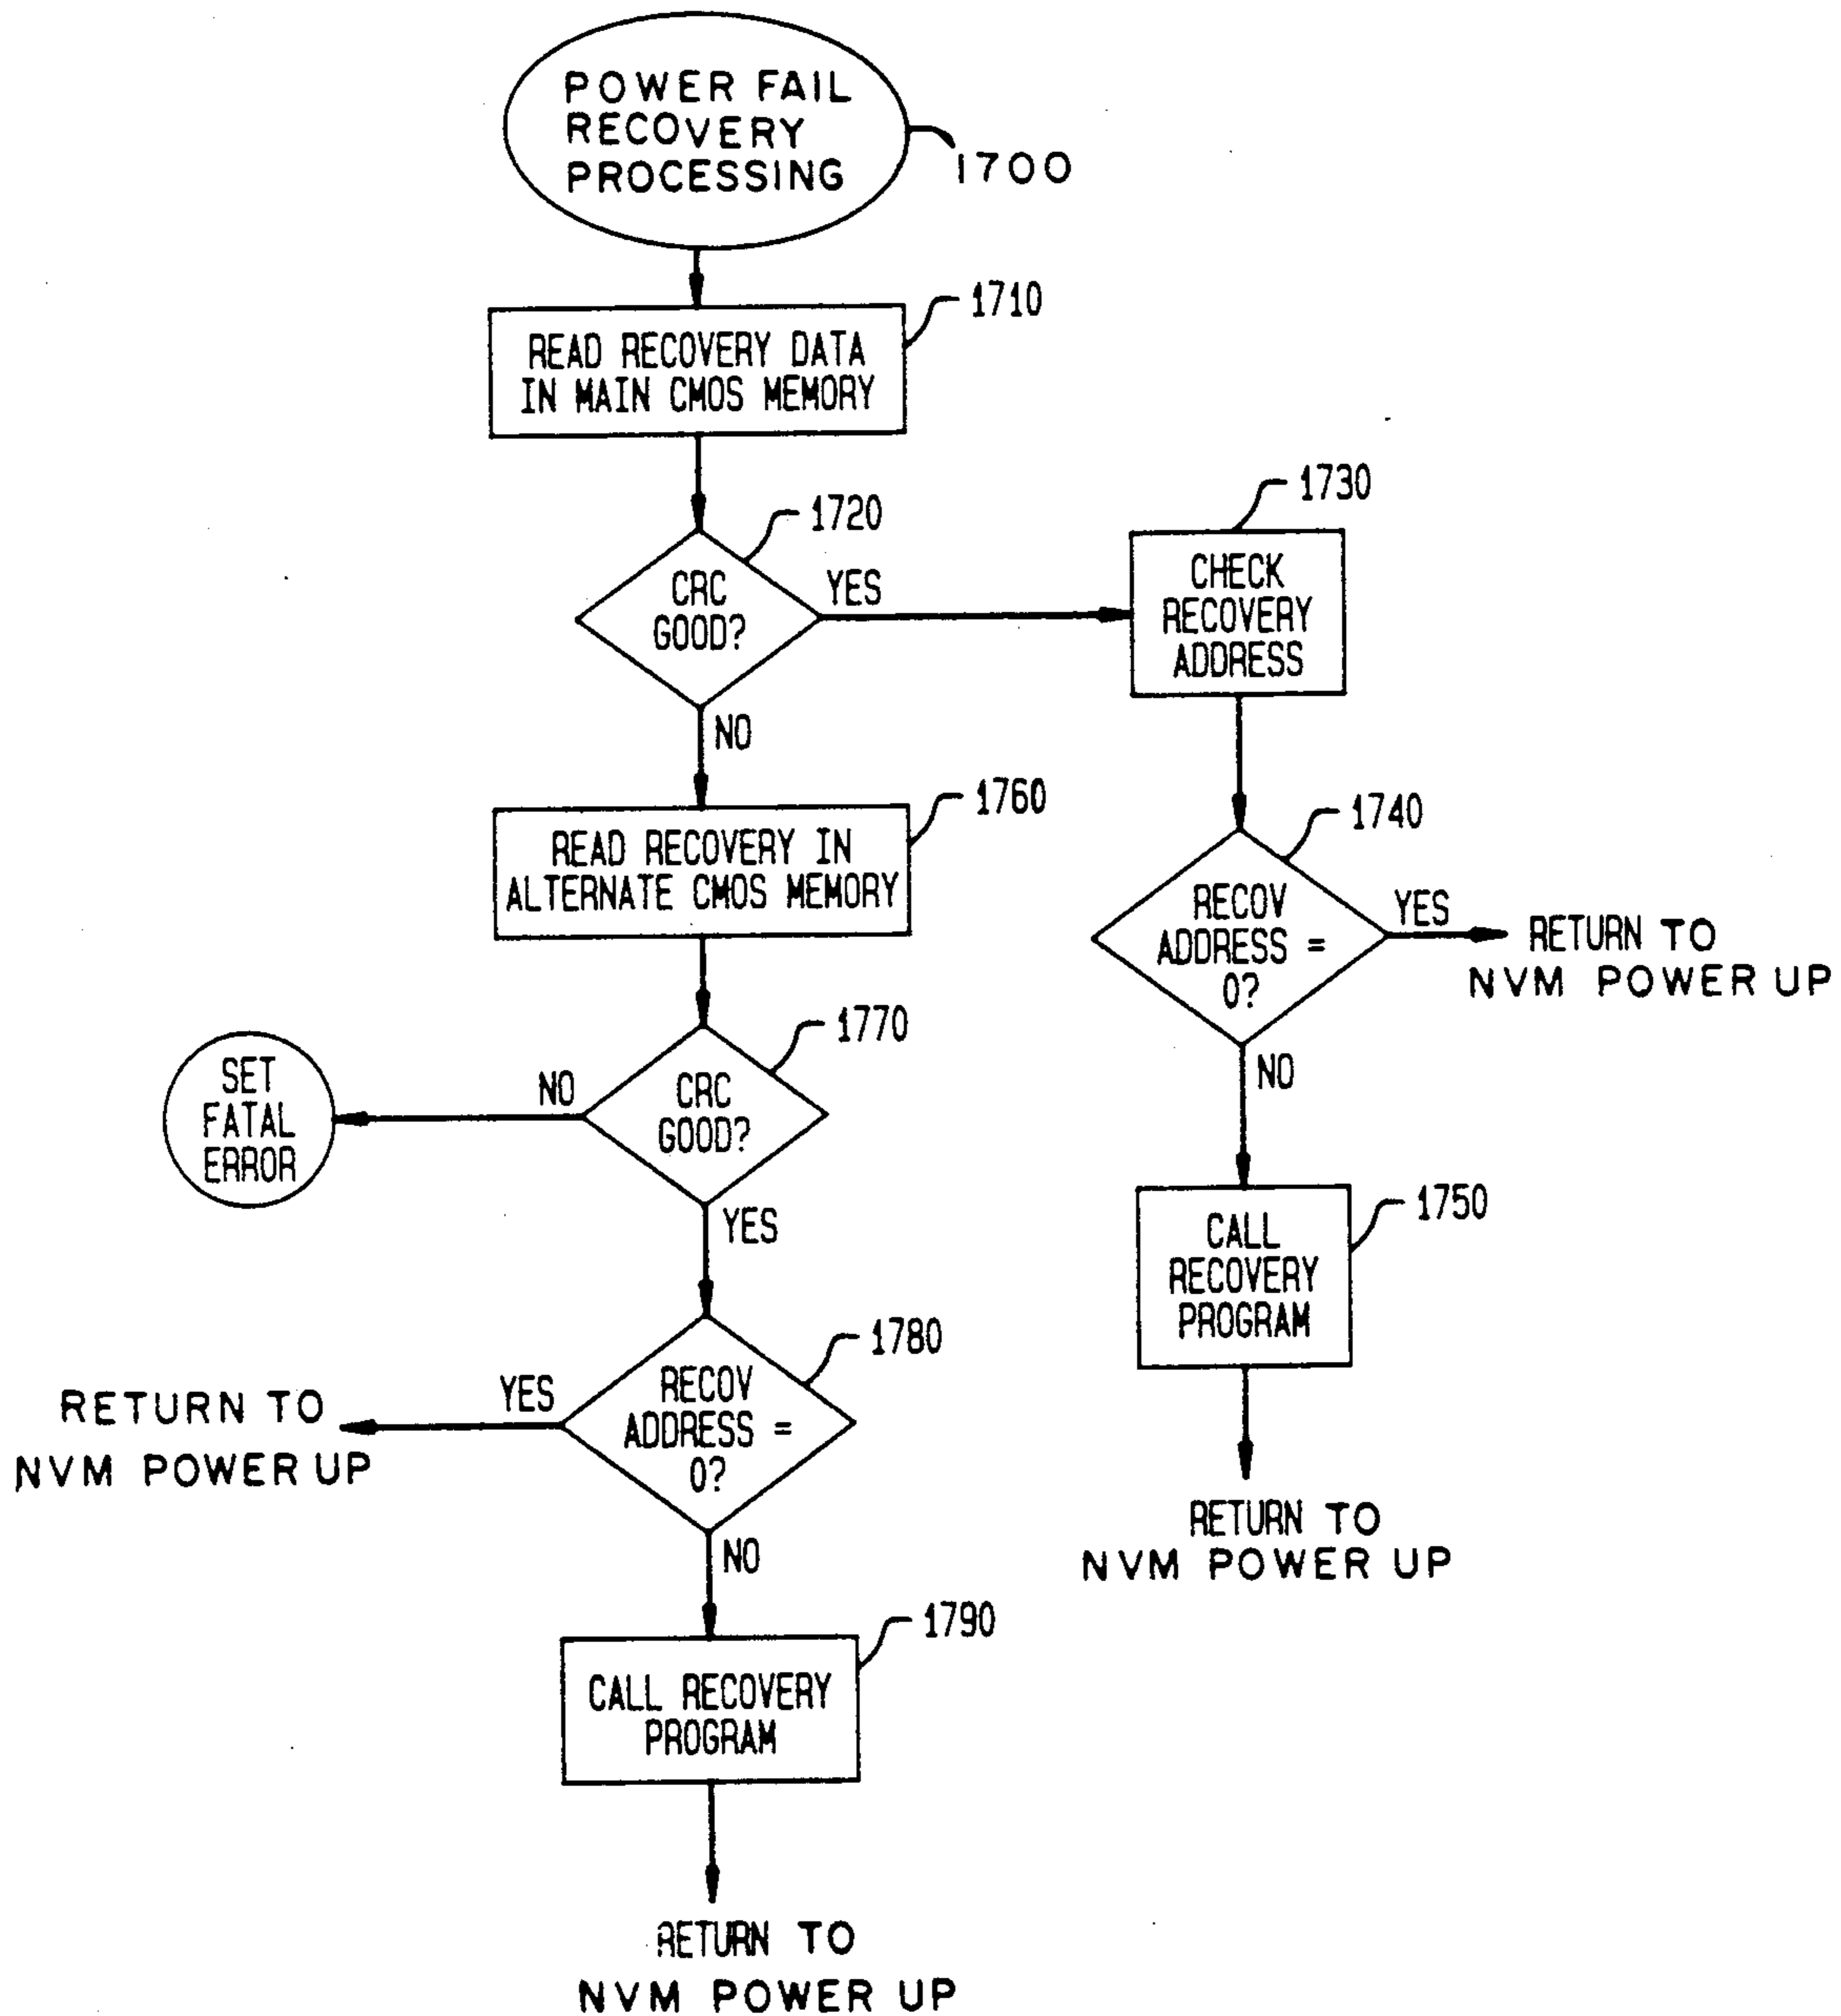 POWER FAIL
RECOVERY
PROCESSING
1700
1710
READ RECOVERY DATA
IN MAIN CMOS MEMORY
1720
CRC
GOOD?
YES
NO
1730
CHECK
RECOVERY
ADDRESS
1740
RECOV
ADDRESS =
0?
YES
RETURN TO
NVM POWER UP
NO
1750
CALL
RECOVERY
PROGRAM
RETURN TO
NVM POWER UP
1760
READ RECOVERY IN
ALTERNATE CMOS MEMORY
1770
CRC
GOOD?
NO
SET
FATAL
ERROR
YES
1780
RECOV
ADDRESS =
0?
YES
RETURN TO
NVM POWER UP
NO
1790
CALL RECOVERY
PROGRAM
RETURN TO
NVM POWER UP